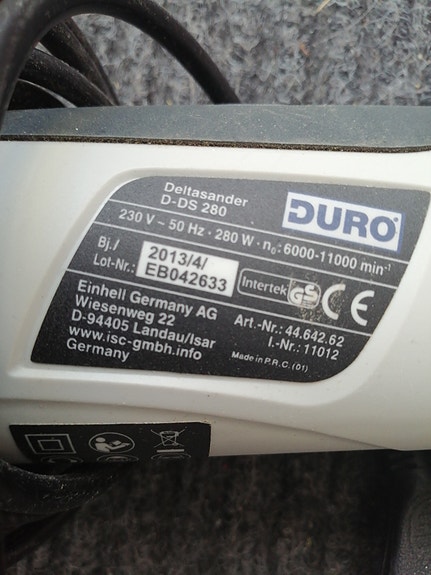 Deltasander
D-DS 280
DURO®
230 V ~ 50 Hz · 280 W · n₀: 6000-11000 min⁻¹
Bj./
Lot-Nr.:
2013/4/
EB042633
Intertek GS CE
Einhell Germany AG
Wiesenweg 22
D-94405 Landau/Isar
www.isc-gmbh.info
Germany
Art.-Nr.: 44.642.62
I.-Nr.: 11012
Made in P.R.C. (01)